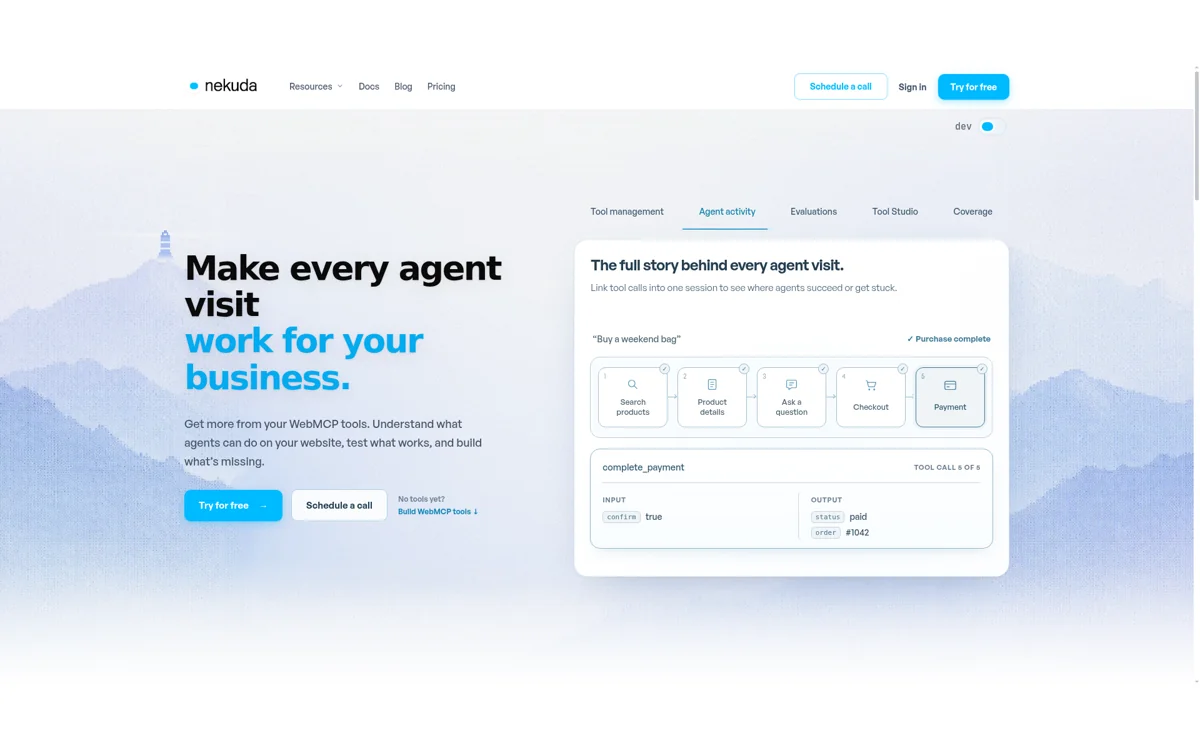 nekuda
Resources
Docs
Blog
Pricing
Schedule a call
Sign in
Try for free
dev
Make every agent
visit
work for your
business.
Get more from your WebMCP tools. Understand what
agents can do on your website, test what works, and build
what's missing.
Try for free →
Schedule a call
No tools yet?
Build WebMCP tools ↓
Tool management
Agent activity
Evaluations
Tool Studio
Coverage
The full story behind every agent visit.
Link tool calls into one session to see where agents succeed or get stuck.
“Buy a weekend bag”
✓ Purchase complete
1
Search
products
2
Product
details
3
Ask a
question
4
Checkout
5
Payment
complete_payment
TOOL CALL 5 OF 5
INPUT
confirm true
OUTPUT
status paid
order #1042